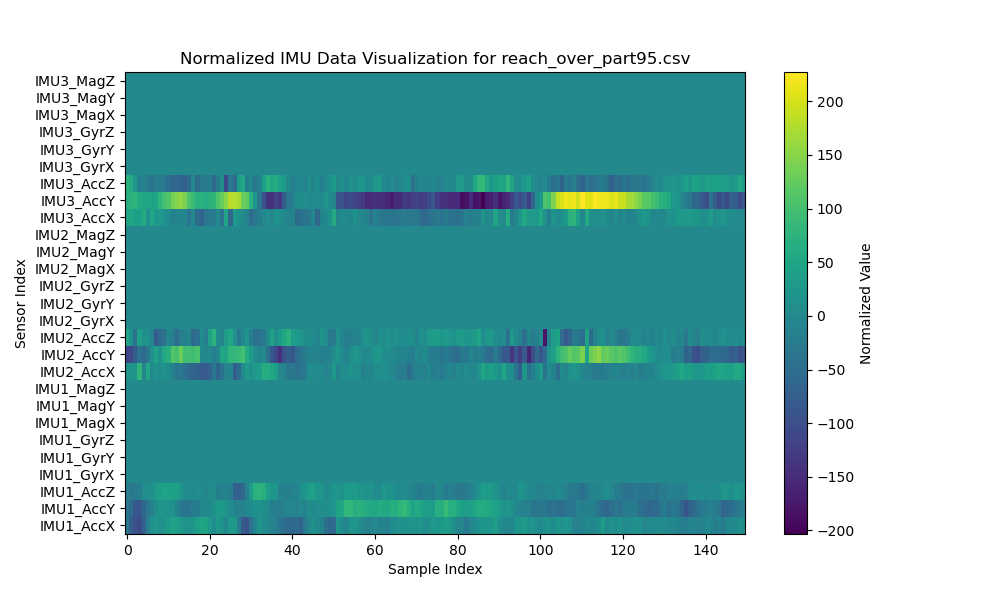 Normalized IMU Data Visualization for reach_over_part95.csv
Sensor Index
IMU3_MagZ
IMU3_MagY
IMU3_MagX
IMU3_GyrZ
IMU3_GyrY
IMU3_GyrX
IMU3_AccZ
IMU3_AccY
IMU3_AccX
IMU2_MagZ
IMU2_MagY
IMU2_MagX
IMU2_GyrZ
IMU2_GyrY
IMU2_GyrX
IMU2_AccZ
IMU2_AccY
IMU2_AccX
IMU1_MagZ
IMU1_MagY
IMU1_MagX
IMU1_GyrZ
IMU1_GyrY
IMU1_GyrX
IMU1_AccZ
IMU1_AccY
IMU1_AccX
0 20 40 60 80 100 120 140
Sample Index
200
150
100
50
0
−50
−100
−150
−200
Normalized Value